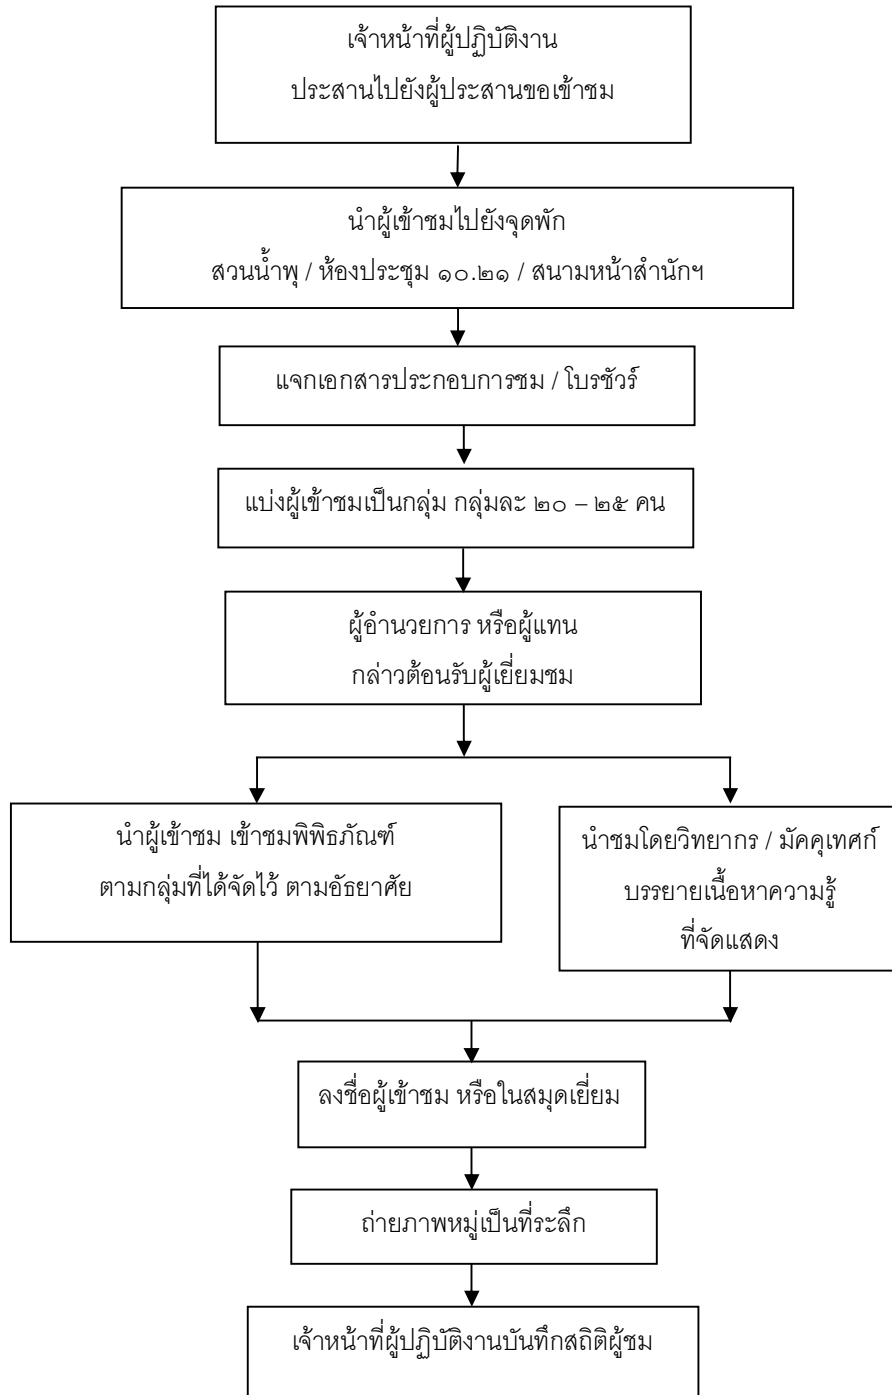 เจ้าหน้าที่ผู้ปฏิบัติงาน
ประสานไปยังผู้ประสานขอเข้าชม
นำผู้เข้าชมไปยังจุดพัก
สวนน้ำพุ / ห้องประชุม ๑๐.๒๑ / สนามหน้าสำนักฯ
แจกเอกสารประกอบการชม / โบรชัวร์
แบ่งผู้เข้าชมเป็นกลุ่ม กลุ่มละ ๒๐ – ๒๕ คน
ผู้อำนวยการ หรือผู้แทน
กล่าวต้อนรับผู้เยี่ยมชม
นำผู้เข้าชม เข้าชมพิพิธภัณฑ์
ตามกลุ่มที่ได้จัดไว้ ตามอัธยาศัย
นำชมโดยวิทยากร / มัคคุเทศก์
บรรยายเนื้อหาความรู้
ที่จัดแสดง
ลงชื่อผู้เข้าชม หรือในสมุดเยี่ยม
ถ่ายภาพหมู่เป็นที่ระลึก
เจ้าหน้าที่ผู้ปฏิบัติงานบันทึกสถิติผู้ชม